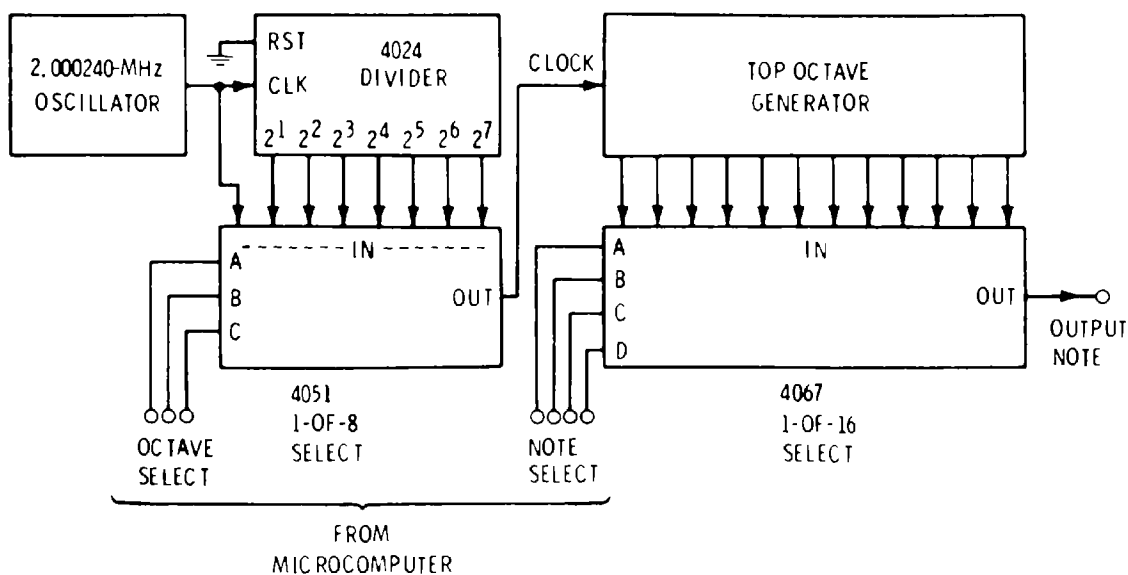 2.000240-MHz
OSCILLATOR
RST
CLK
4024
DIVIDER
2¹ 2² 2³ 2⁴ 2⁵ 2⁶ 2⁷
CLOCK
TOP OCTAVE
GENERATOR
IN
A
B
C
OUT
4051
1-OF-8
SELECT
OCTAVE
SELECT
IN
A
B
C
D
OUT
OUTPUT
NOTE
4067
1-OF-16
SELECT
NOTE
SELECT
FROM
MICROCOMPUTER